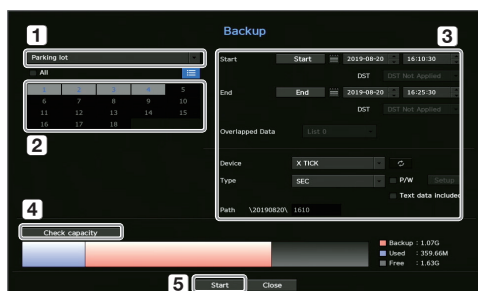 Backup
1
3
Parking lot
All
1 2 3 4 5
6 7 8 9 10
11 12 13 14 15
16 17 18
2
Start Start 2019-08-20 16:10:30
DST DST Not Applied
End End 2019-08-20 16:25:30
DST DST Not Applied
Overlapped Data List 0
Device X TICK
Type SEC P/W Setup
Text data included
Path \20190820\ 1610
4
Check capacity
Backup : 1.07G
Used : 359.66M
Free : 1.63G
5
Start Close